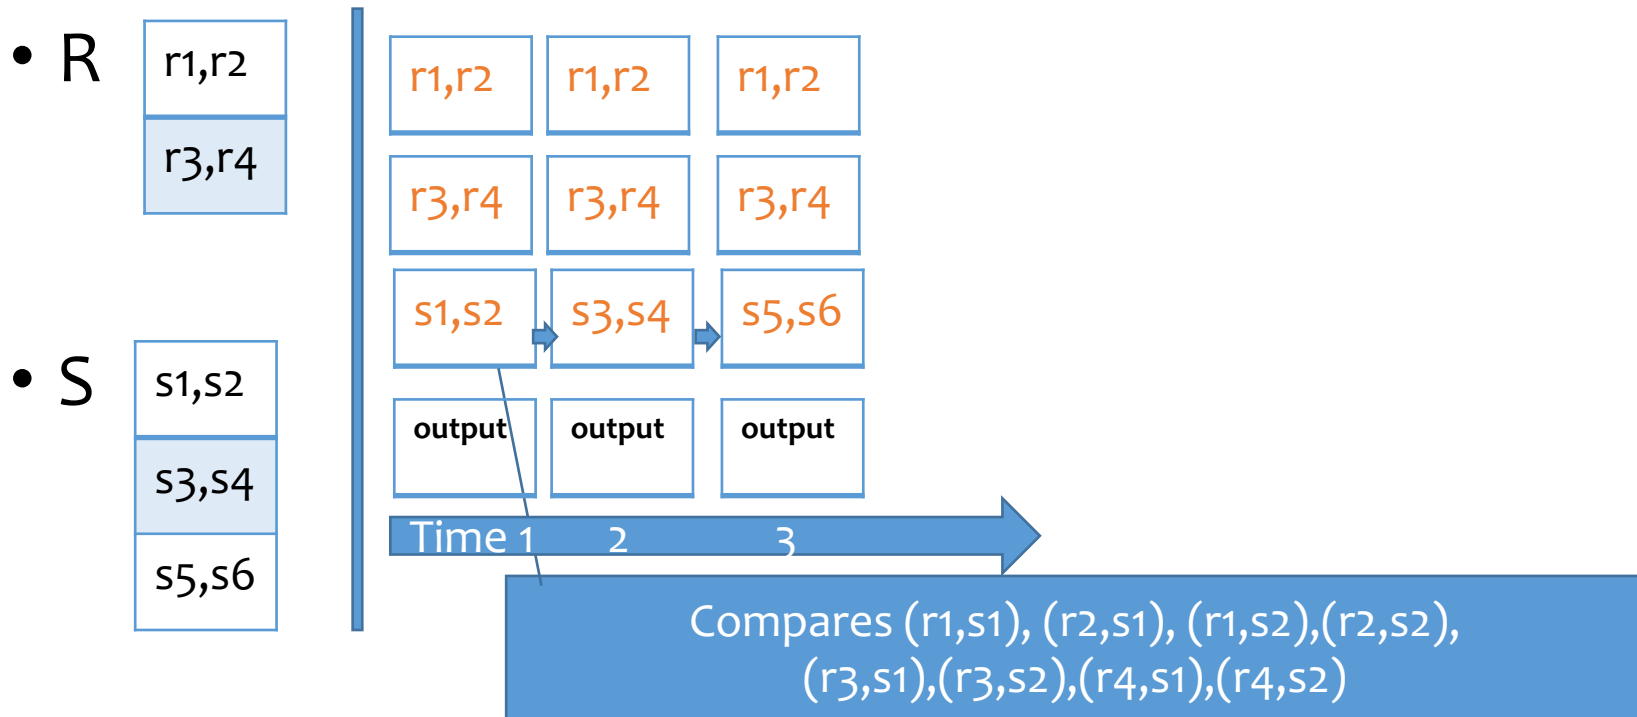 • R
r1,r2
r3,r4
• S
s1,s2
s3,s4
s5,s6
r1,r2 r1,r2 r1,r2
r3,r4 r3,r4 r3,r4
s1,s2 s3,s4 s5,s6
output output output
Time 1 2 3
Compares (r1,s1), (r2,s1), (r1,s2),(r2,s2),
(r3,s1),(r3,s2),(r4,s1),(r4,s2)